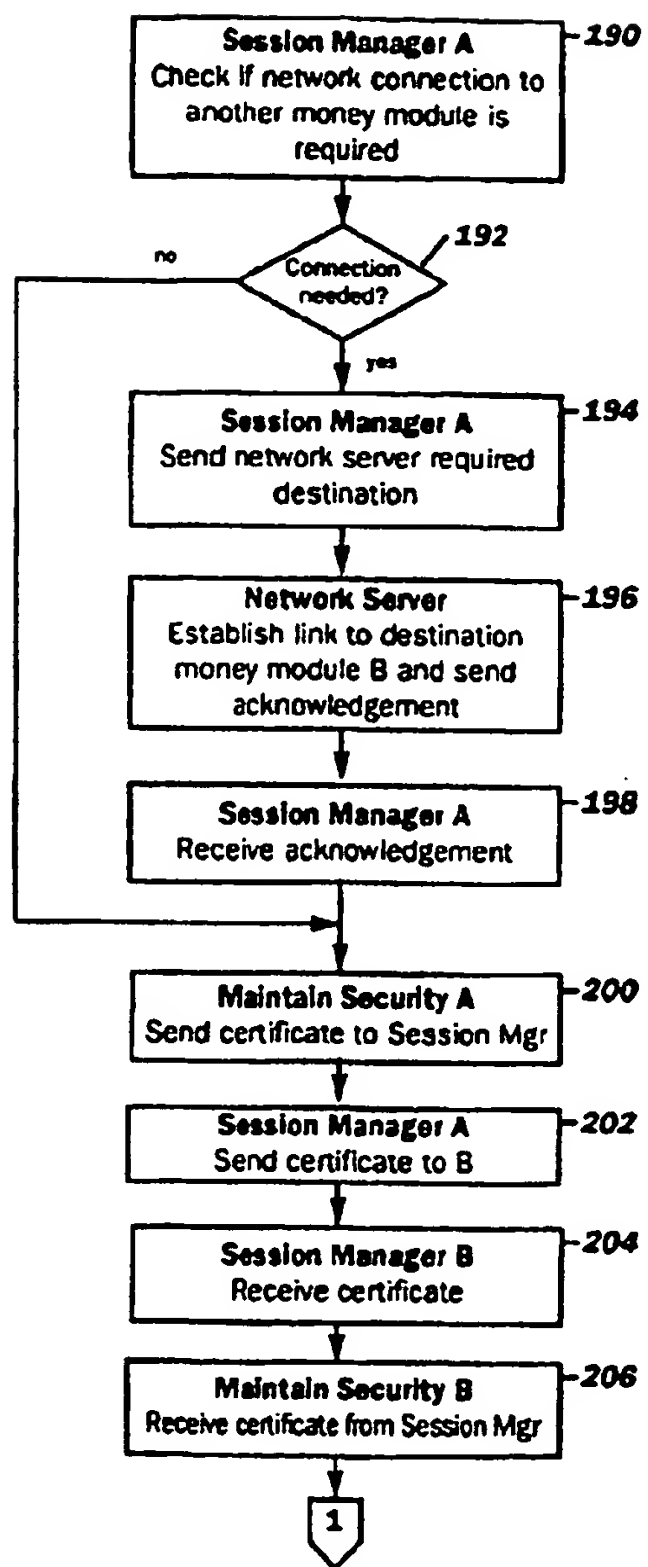 Session Manager A
190
Check if network connection to
another money module is
required
192
no
Connection
needed?
yes
Session Manager A
194
Send network server required
destination
Network Server
196
Establish link to destination
money module B and send
acknowledgement
Session Manager A
198
Receive acknowledgement
Maintain Security A
200
Send certificate to Session Mgr
Session Manager A
202
Send certificate to B
Session Manager B
204
Receive certificate
Maintain Security B
206
Receive certificate from Session Mgr
1